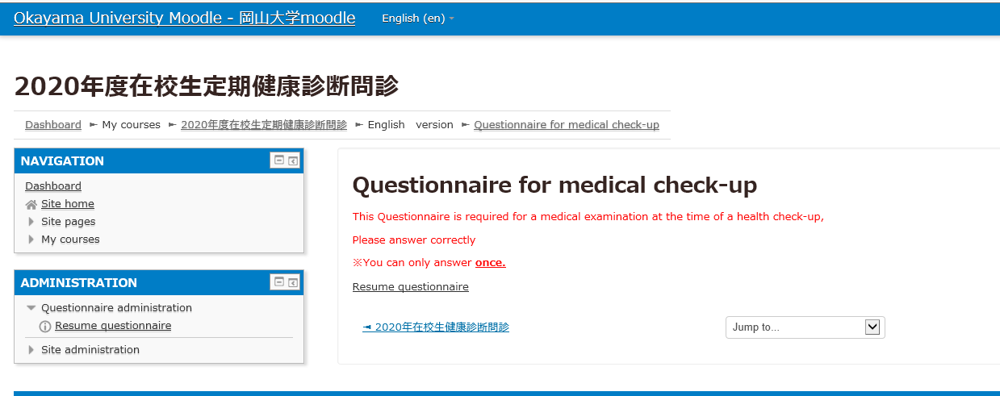 Okayama University Moodle - 岡山大学moodle English (en)
2020年度在校生定期健康診断問診
Dashboard ► My courses ► 2020年度在校生定期健康診断問診 ► English version ► Questionnaire for medical check-up
NAVIGATION
Dashboard
Site home
Site pages
My courses
ADMINISTRATION
Questionnaire administration
Resume questionnaire
Site administration
Questionnaire for medical check-up
This Questionnaire is required for a medical examination at the time of a health check-up,
Please answer correctly
※You can only answer once.
Resume questionnaire
◄ 2020年在校生健康診断問診 Jump to...